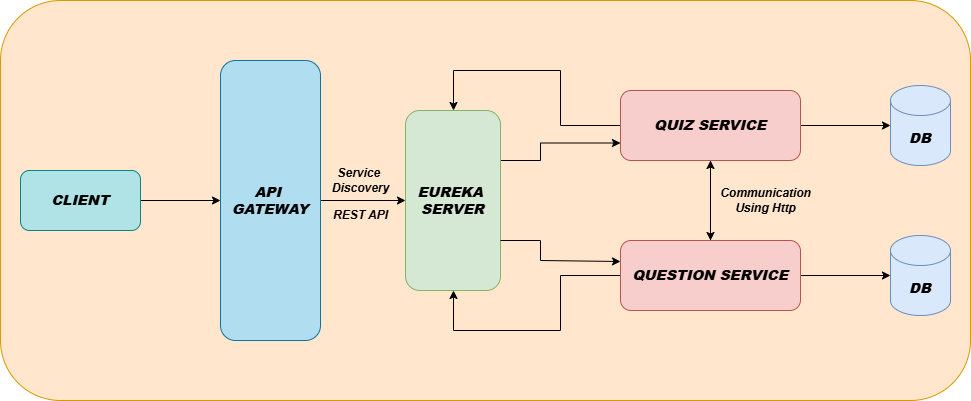 CLIENT
API
GATEWAY
Service
Discovery
REST API
EUREKA
SERVER
QUIZ SERVICE
DB
Communication
Using Http
QUESTION SERVICE
DB